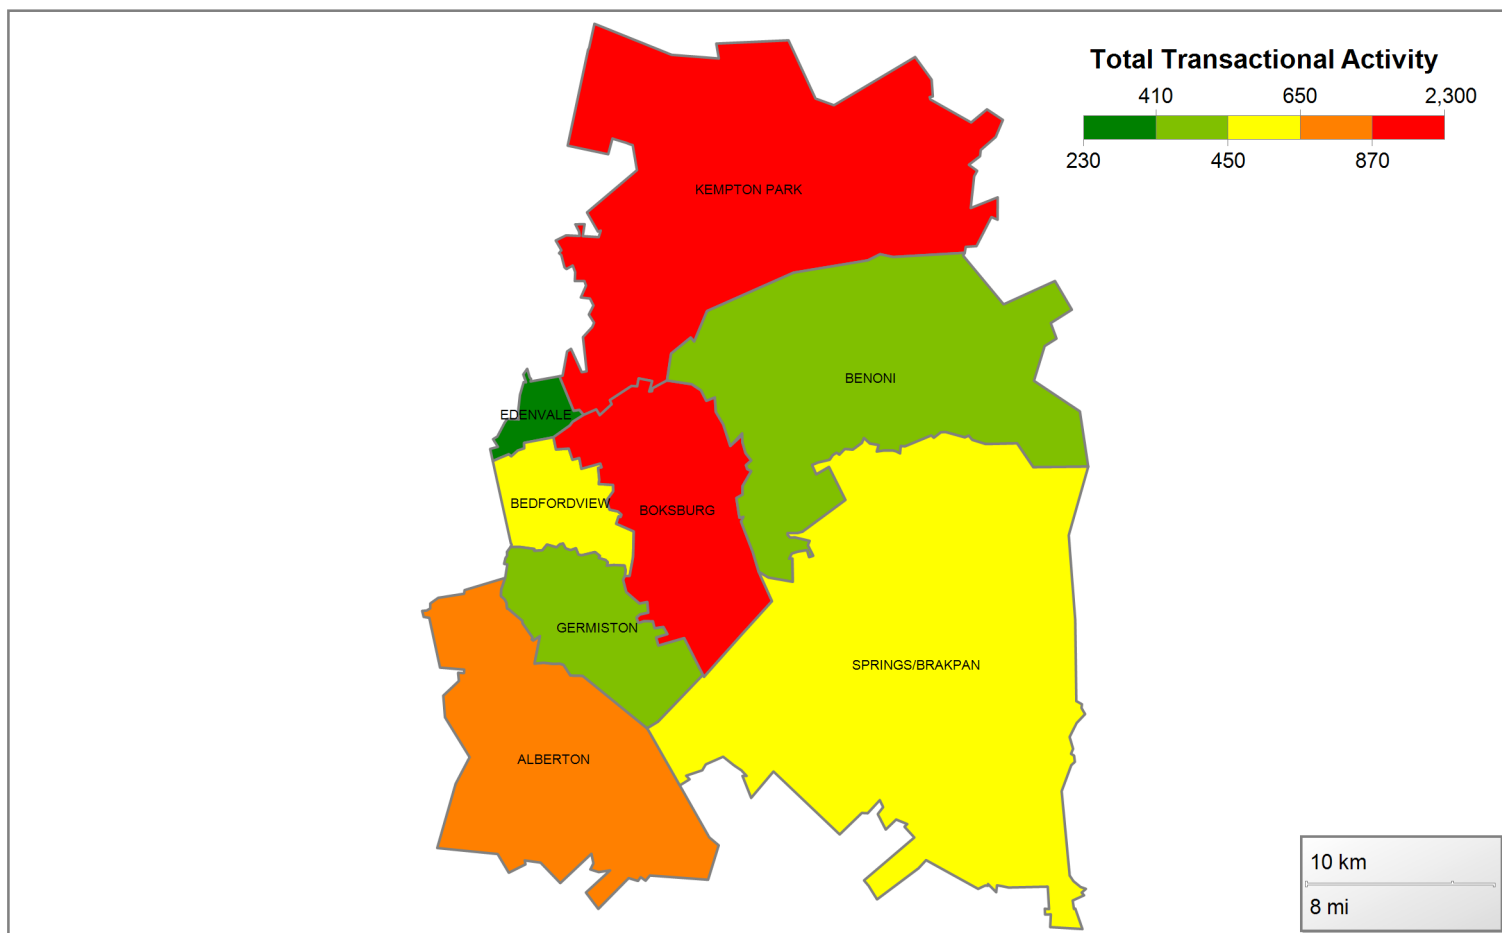 Total Transactional Activity
410 650 2,300
230 450 870
KEMPTON PARK
BENONI
EDENVALE
BEDFORDVIEW
BOKSBURG
GERMISTON
SPRINGS/BRAKPAN
ALBERTON
10 km
8 mi